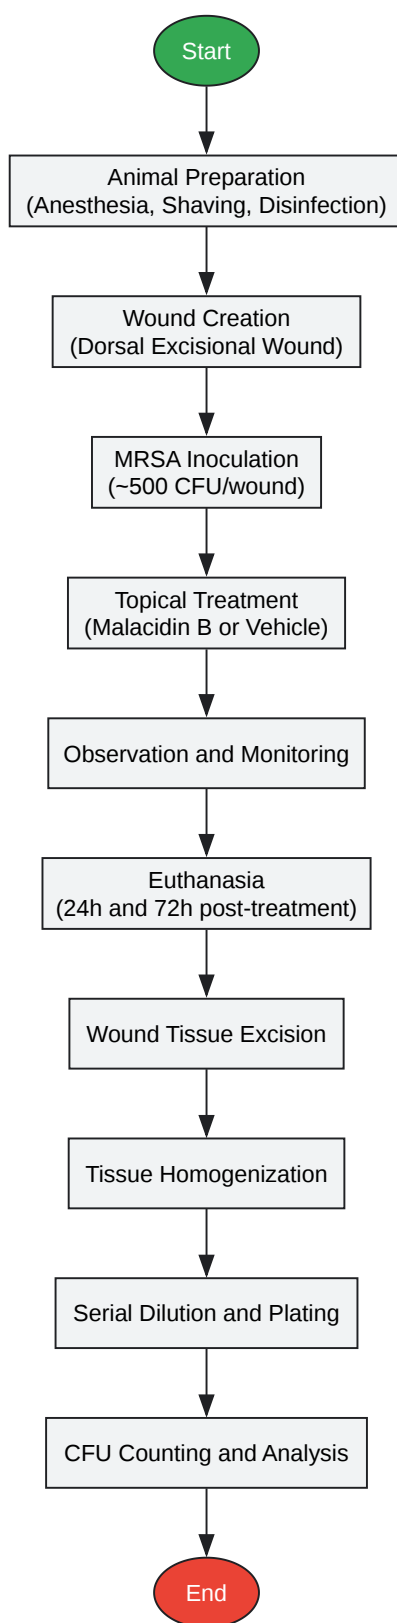 Start
Animal Preparation
(Anesthesia, Shaving, Disinfection)
Wound Creation
(Dorsal Excisional Wound)
MRSA Inoculation
(~500 CFU/wound)
Topical Treatment
(Malacidin B or Vehicle)
Observation and Monitoring
Euthanasia
(24h and 72h post-treatment)
Wound Tissue Excision
Tissue Homogenization
Serial Dilution and Plating
CFU Counting and Analysis
End